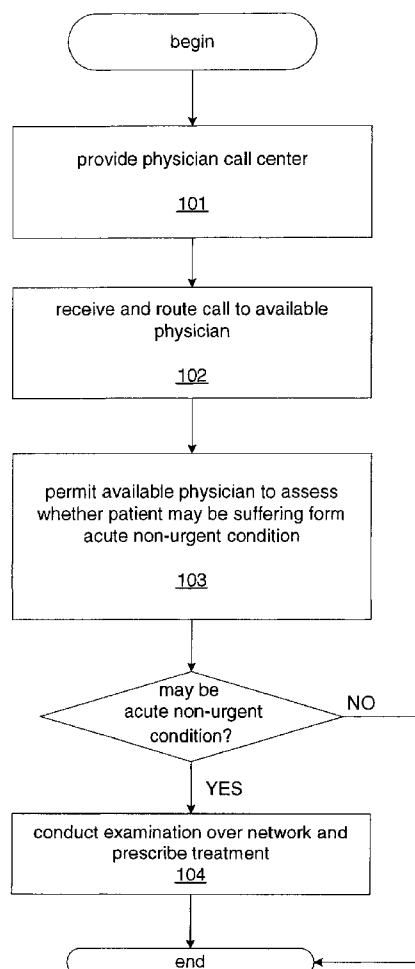 begin
provide physician call center
101
receive and route call to available
physician
102
permit available physician to assess
whether patient may be suffering form
acute non-urgent condition
103
may be
acute non-urgent
condition?
NO
YES
conduct examination over network and
prescribe treatment
104
end